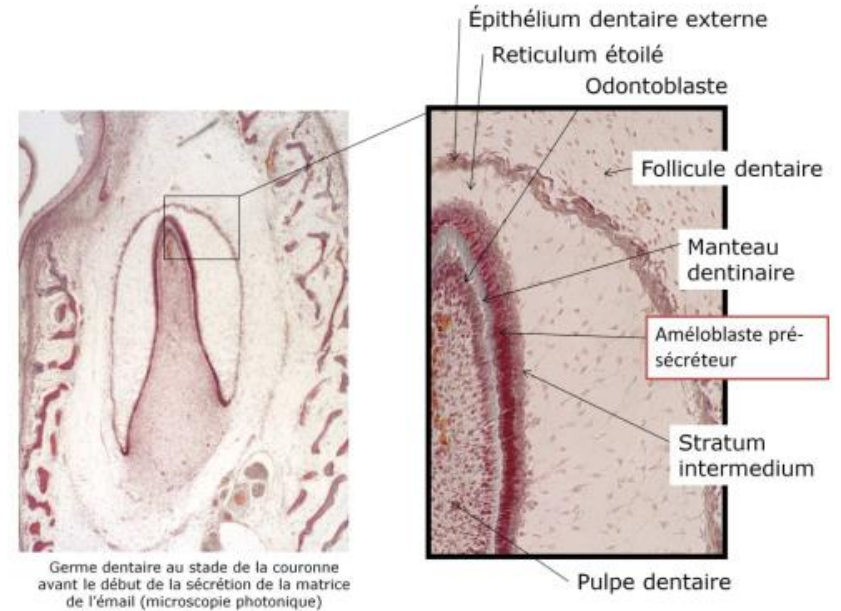 Épithélium dentaire externe
Reticulum étoilé
Odontoblaste
Follicule dentaire
Manteau
dentinaire
Améloblaste pré-
sécréteur
Stratum
intermedium
Pulpe dentaire
Germe dentaire au stade de la couronne
avant le début de la sécrétion de la matrice
de l'émail (microscopie photonique)